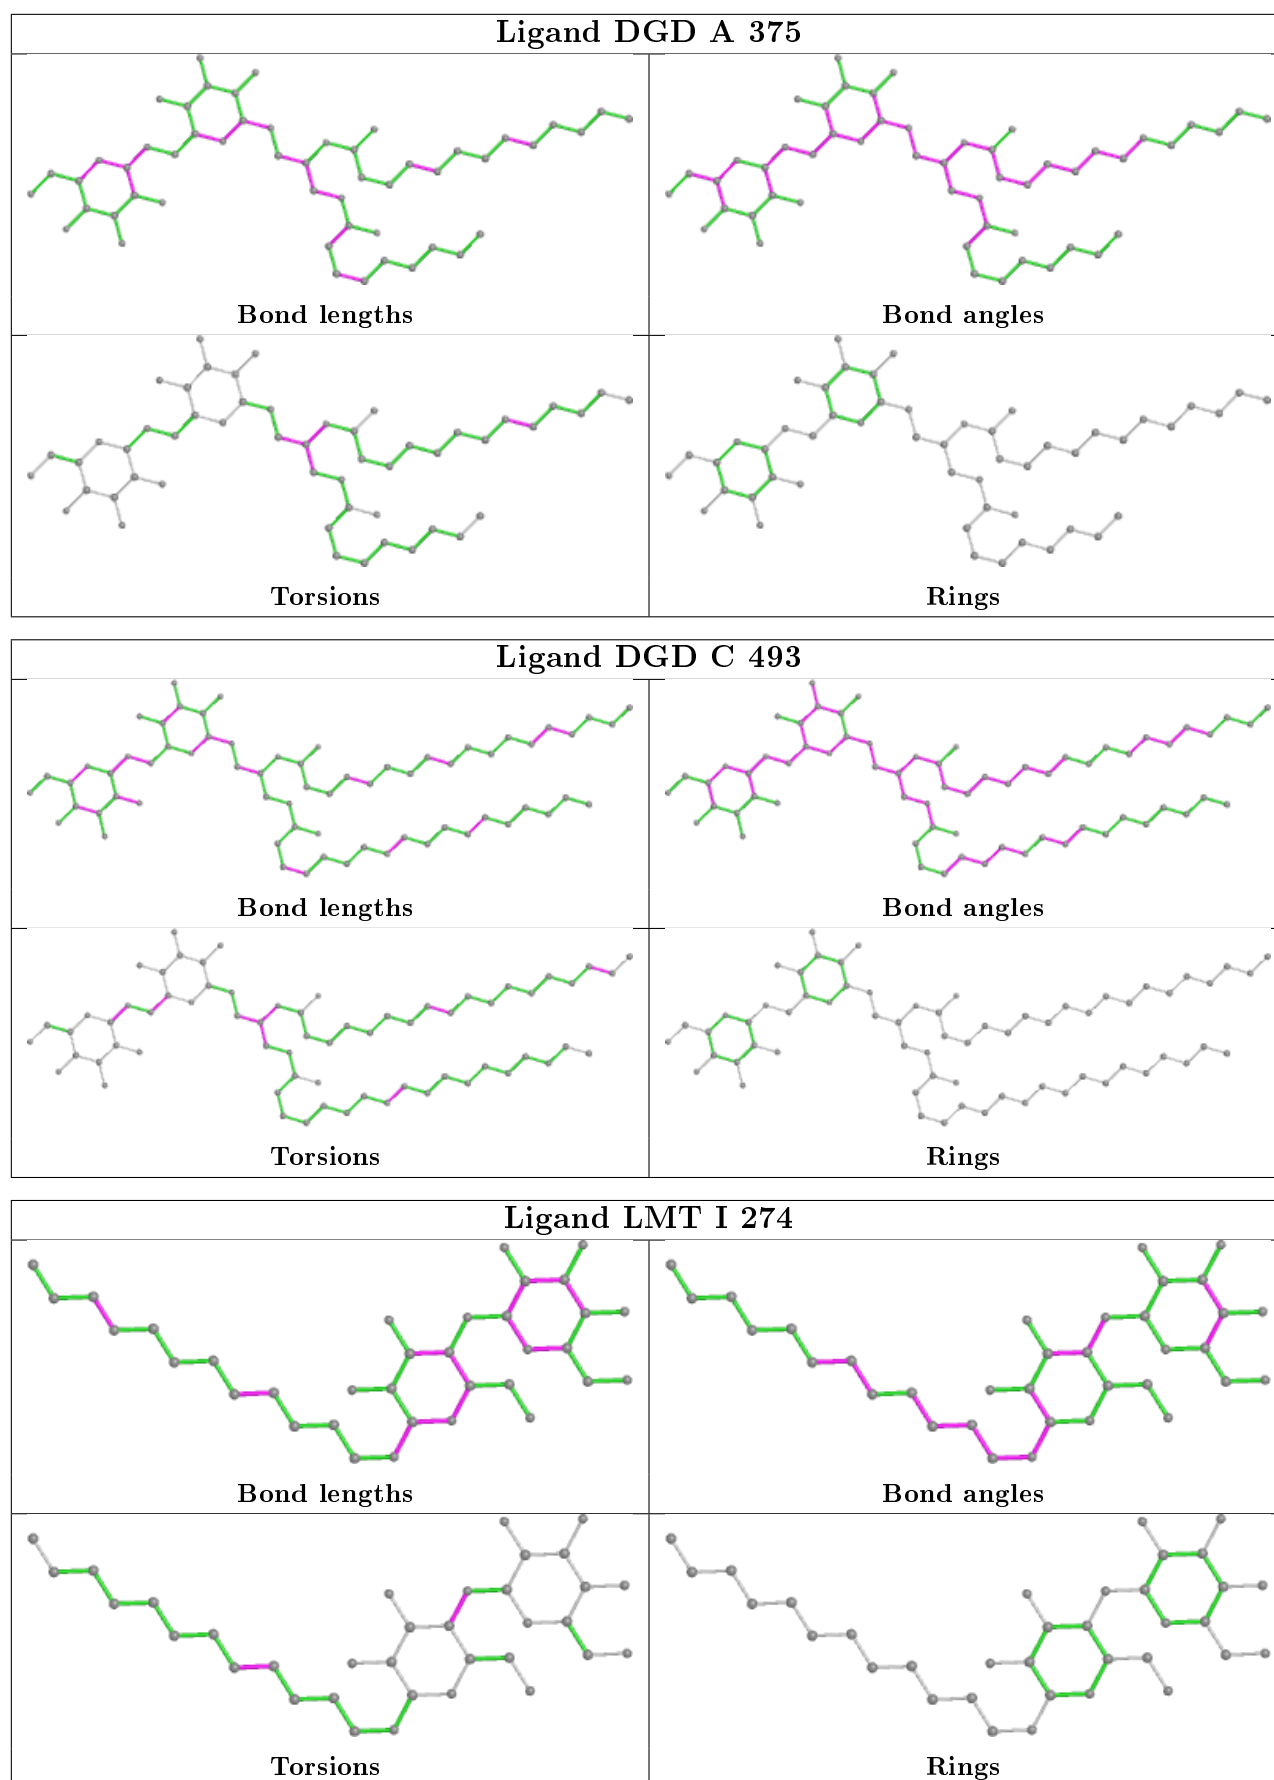 Ligand DGD A 375
Bond lengths
Bond angles
Torsions
Rings
Ligand DGD C 493
Bond lengths
Bond angles
Torsions
Rings
Ligand LMT I 274
Bond lengths
Bond angles
Torsions
Rings